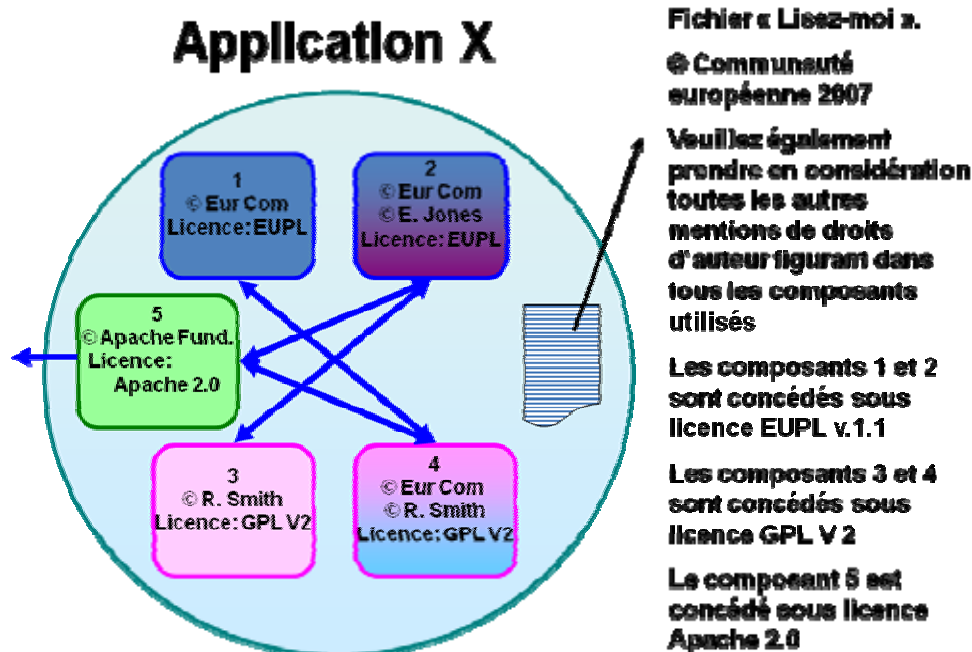 Application X
1
© Eur Com
Licence: EUPL
2
© Eur Com
© E. Jones
Licence: EUPL
5
© Apache Fund.
Licence:
Apache 2.0
3
© R. Smith
Licence: GPL V2
4
© Eur Com
© R. Smith
Licence: GPL V2
Fichier « Lisez-moi ».
© Communauté
européenne 2007
Veuillez également
prendre en considération
toutes les autres
mentions de droits
d'auteur figurant dans
tous les composants
utilisés
Les composants 1 et 2
sont concédés sous
licence EUPL v.1.1
Les composants 3 et 4
sont concédés sous
licence GPL V 2
Le composant 5 est
concédé sous licence
Apache 2.0